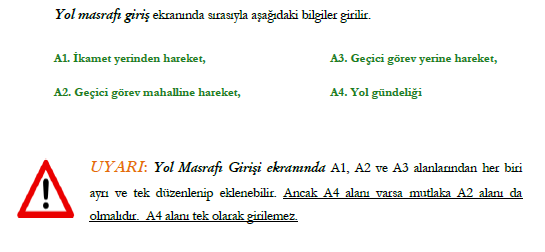 Yol masrafı giriş ekranında sırasıyla aşağıdaki bilgiler girilir.
A1. İkamet yerinden hareket,
A3. Geçici görev yerine hareket,
A2. Geçici görev mahalline hareket,
A4. Yol gündeliği
UYARI: Yol Masrafı Girişi ekranında A1, A2 ve A3 alanlarından her biri
ayrı ve tek düzenlenip eklenebilir. Ancak A4 alanı varsa mutlaka A2 alanı da
olmalıdır. A4 alanı tek olarak girilemez.